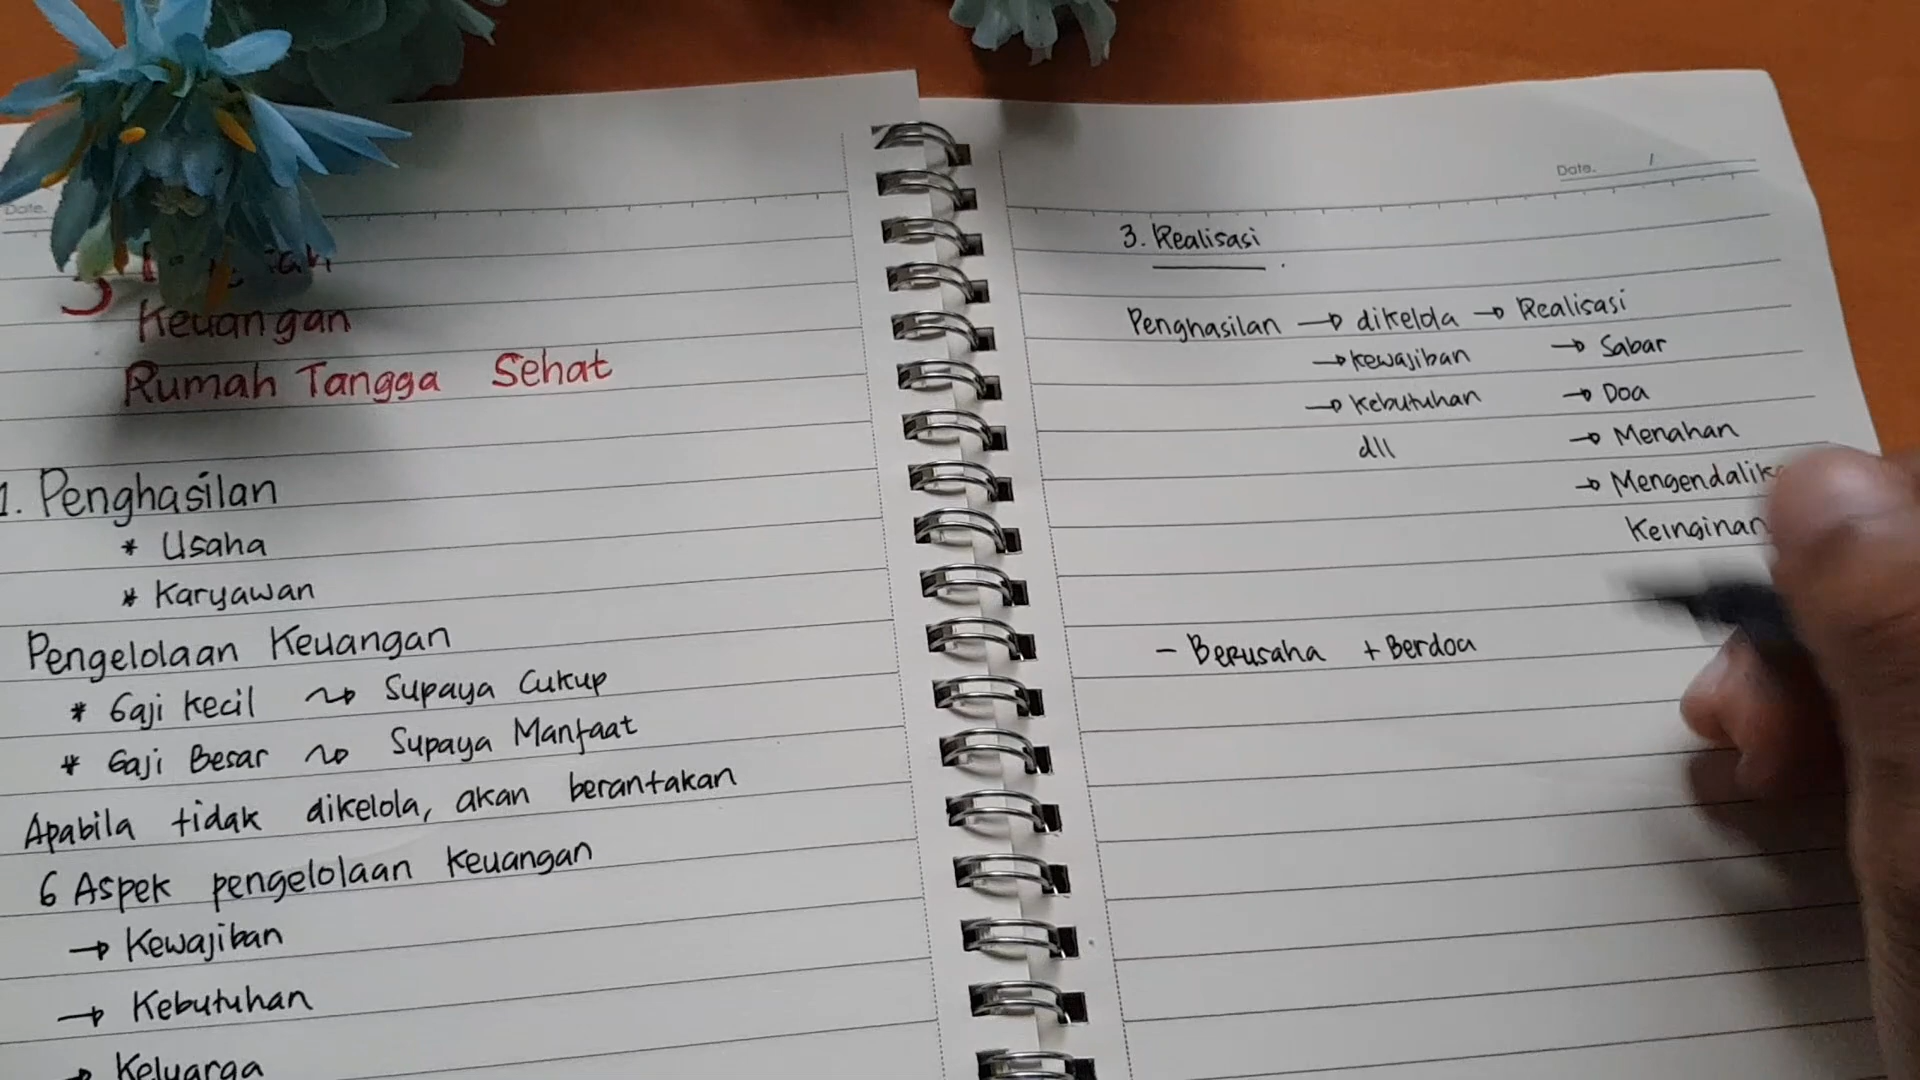 Date.
3
Keuangan
Rumah Tangga Sehat
1. Penghasilan
* Usaha
* Karyawan
Pengelolaan Keuangan
* Gaji Kecil ~> Supaya Cukup
* Gaji Besar ~> Supaya Manfaat
Apabila tidak dikelola, akan berantakan
6 Aspek pengelolaan keuangan
→ Kewajiban
→ Kebutuhan
→ Keluarga
Date. /
3. Realisasi
Penghasilan → dikelola → Realisasi
→ Kewajiban → Sabar
→ Kebutuhan → Doa
dll → Menahan
→ Mengendalik
Keinginan
- Berusaha + Berdoa